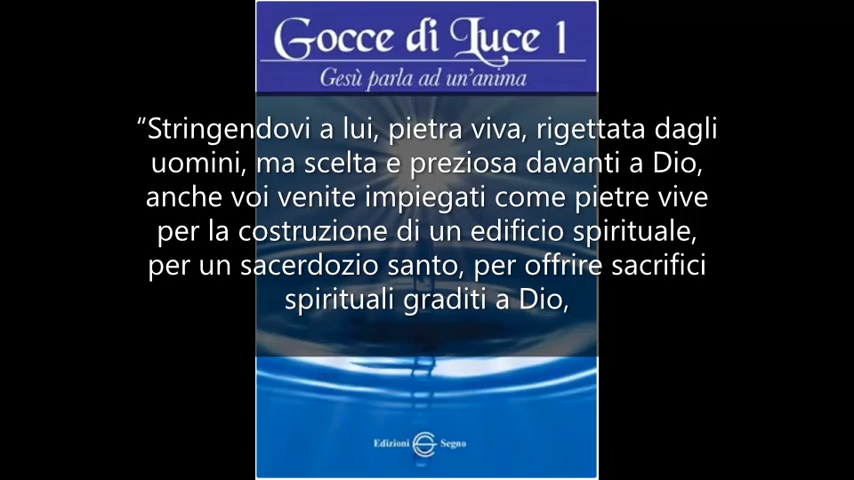 Gocce di Luce 1
Gesù parla ad un'anima
“Stringendovi a lui, pietra viva, rigettata dagli
uomini, ma scelta e preziosa davanti a Dio,
anche voi venite impiegati come pietre vive
per la costruzione di un edificio spirituale,
per un sacerdozio santo, per offrire sacrifici
spirituali graditi a Dio,
Edizioni Segno